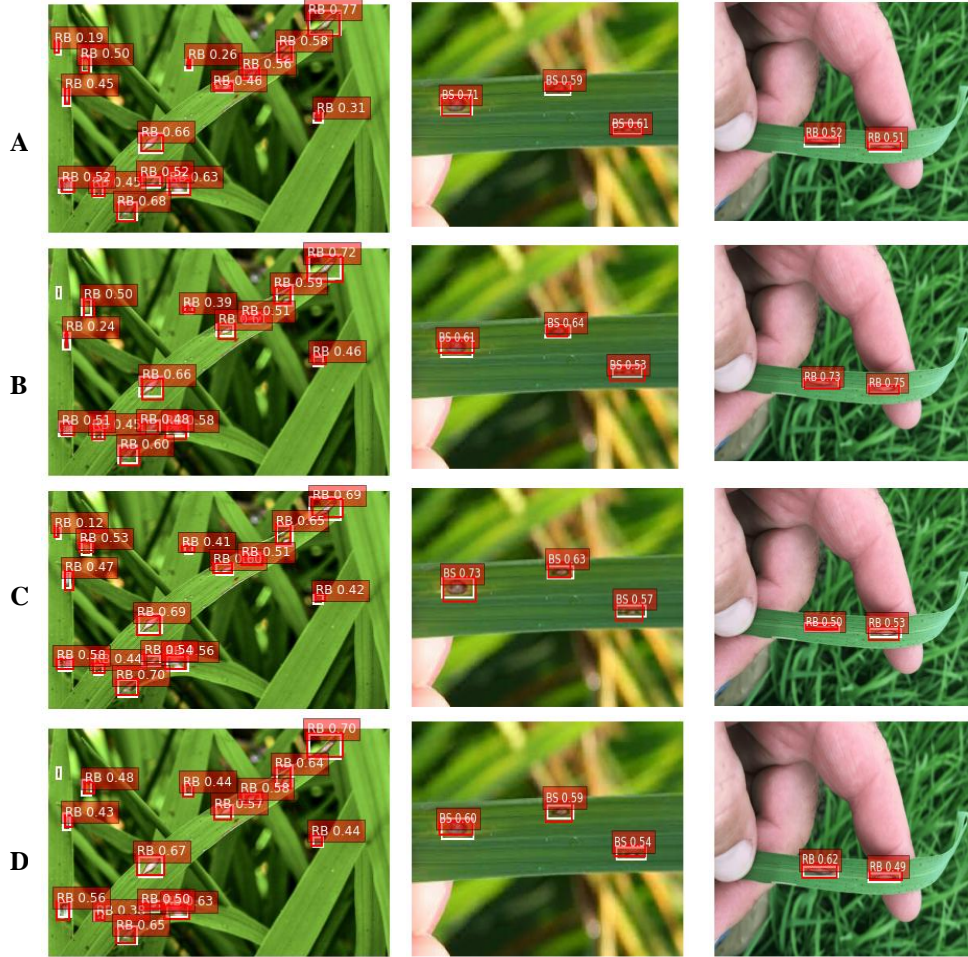 A
RB 0.77
RB 0.19
RB 0.50
RB 0.26
RB 0.58
RB 0.56
RB 0.46
RB 0.45
RB 0.31
RB 0.66
RB 0.52
RB 0.45
RB 0.52
0.63
RB 0.68
BS 0.71
BS 0.59
BS 0.61
RB 0.52
RB 0.51
B
RB 0.72
RB 0.50
RB 0.59
RB 0.39
RB 0.51
RB
RB 0.24
RB 0.46
RB 0.66
RB 0.51
RB 0.48
0.58
RB 0.60
BS 0.61
BS 0.64
BS 0.53
RB 0.73
RB 0.75
C
RB 0.69
RB 0.12
RB 0.53
RB 0.65
RB 0.41
RB 0.51
RB 0.60
RB 0.47
RB 0.42
RB 0.69
RB 0.58
RB 0.44
RB 0.54
0.56
RB 0.70
BS 0.73
BS 0.63
BS 0.57
RB 0.50
RB 0.53
D
RB 0.70
RB 0.48
RB 0.64
RB 0.44
RB 0.58
RB 0.57
RB 0.43
RB 0.44
RB 0.67
RB 0.56
RB 0.50
0.63
RB 0.65
BS 0.60
BS 0.59
BS 0.54
RB 0.62
RB 0.49